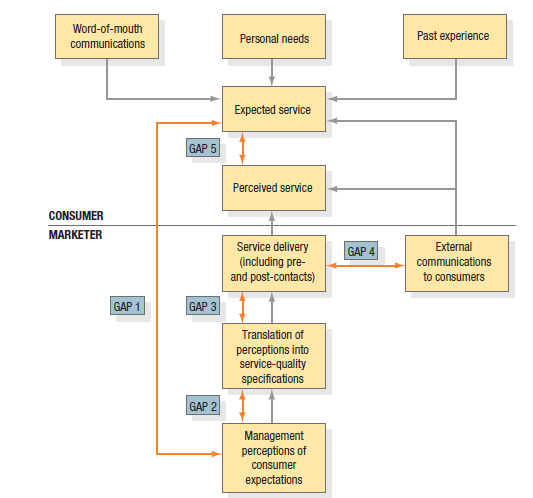 Word-of-mouth
communications
Personal needs
Past experience
Expected service
GAP 5
Perceived service
CONSUMER
MARKETER
Service delivery
(including pre-
and post-contacts)
GAP 4
External
communications
to consumers
GAP 1
GAP 3
Translation of
perceptions into
service-quality
specifications
GAP 2
Management
perceptions of
consumer
expectations